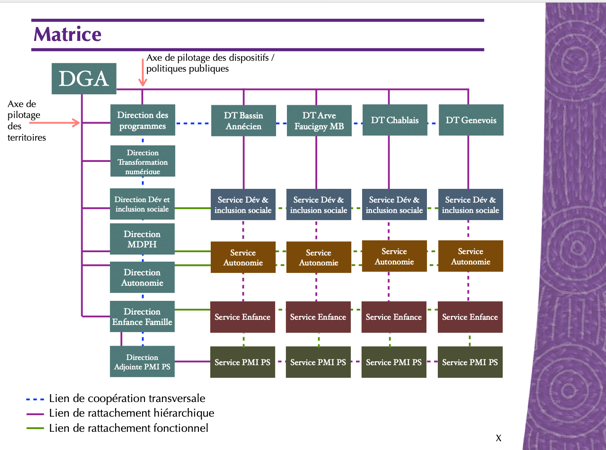 Matrice
Axe de pilotage des dispositifs /
politiques publiques
DGA
Axe de
pilotage
des
territoires
Direction des
programmes
DT Bassin
Annécien
DT Arve
Faucigny MB
DT Chablais
DT Genevois
Direction
Transformation
numérique
Direction Dév et
inclusion sociale
Service Dév &
inclusion sociale
Service Dév &
inclusion sociale
Service Dév &
inclusion sociale
Service Dév &
inclusion sociale
Direction
MDPH
Service
Autonomie
Service
Autonomie
Service
Autonomie
Service
Autonomie
Direction
Autonomie
Direction
Enfance Famille
Service Enfance
Service Enfance
Service Enfance
Service Enfance
Direction
Adjointe PMI PS
Service PMI PS
Service PMI PS
Service PMI PS
Service PMI PS
Lien de coopération transversale
Lien de rattachement hiérarchique
Lien de rattachement fonctionnel
X